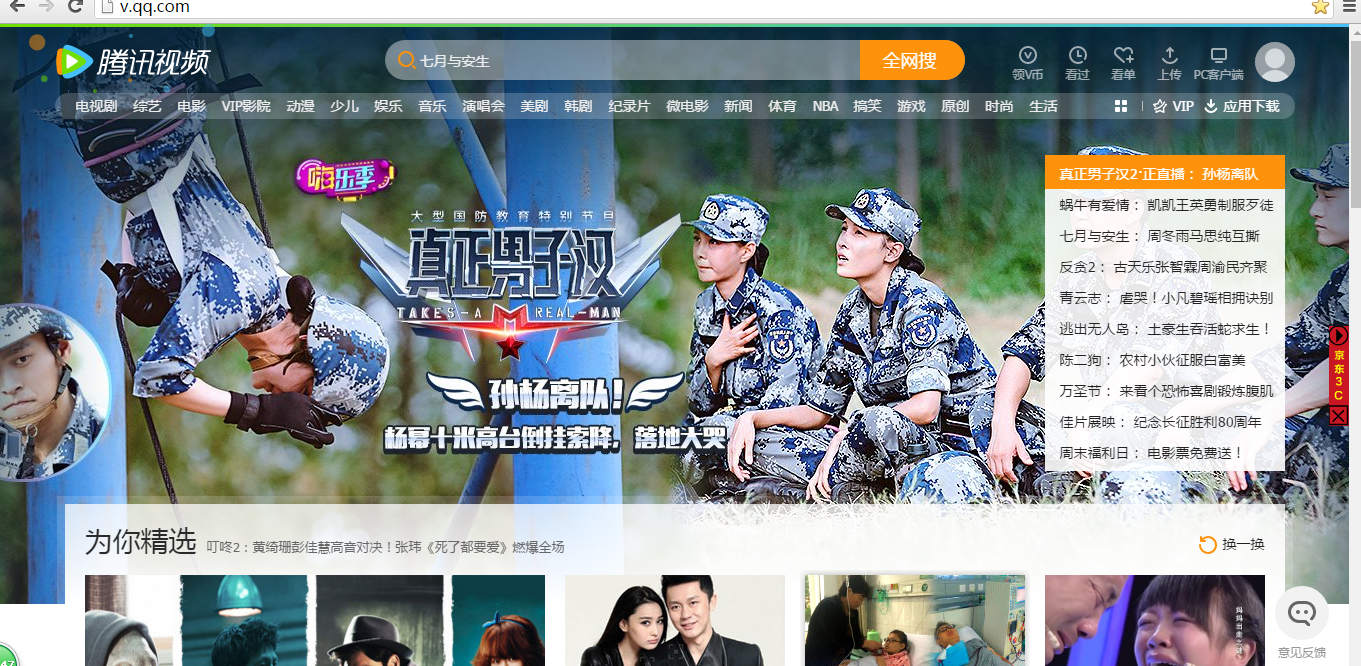 v.qq.com
腾讯视频
七月与安生
全网搜
领V币 看过 看单 上传 PC客户端
电视剧 综艺 电影 VIP影院 动漫 少儿 娱乐 音乐 演唱会 美剧 韩剧 纪录片 微电影 新闻 体育 NBA 搞笑 游戏 原创 时尚 生活 VIP 应用下载
嗨乐季
大型国防教育特别节目
真正男子汉
TAKES-A REAL-MAN
孙杨离队!
杨幂十米高台倒挂索降，落地大哭
真正男子汉2·正直播：孙杨离队
蜗牛有爱情：凯凯王英勇制服歹徒
七月与安生：周冬雨马思纯互撕
反贪2：古天乐张智霖周渝民齐聚
青云志：虐哭！小凡碧瑶相拥诀别
逃出无人岛：土豪生吞活蛇求生！
陈二狗：农村小伙征服白富美
万圣节：来看个恐怖喜剧锻炼腹肌
佳片展映：纪念长征胜利80周年
周末福利日：电影票免费送！
京东3C
为你精选 叮咚2：黄绮珊彭佳慧高音对决！张玮《死了都要爱》燃爆全场
换一换
意见反馈
47